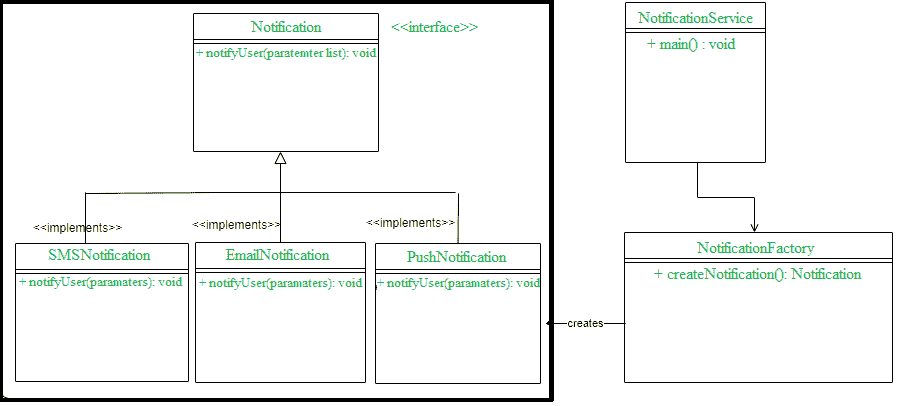 Notification
<<interface>>
+ notifyUser(paratemter list): void
NotificationService
+ main() : void
<<implements>>
<<implements>>
<<implements>>
SMSNotification
+ notifyUser(paramaters): void
EmailNotification
+ notifyUser(paramaters): void
PushNotification
+ notifyUser(paramaters): void
NotificationFactory
+ createNotification(): Notification
creates